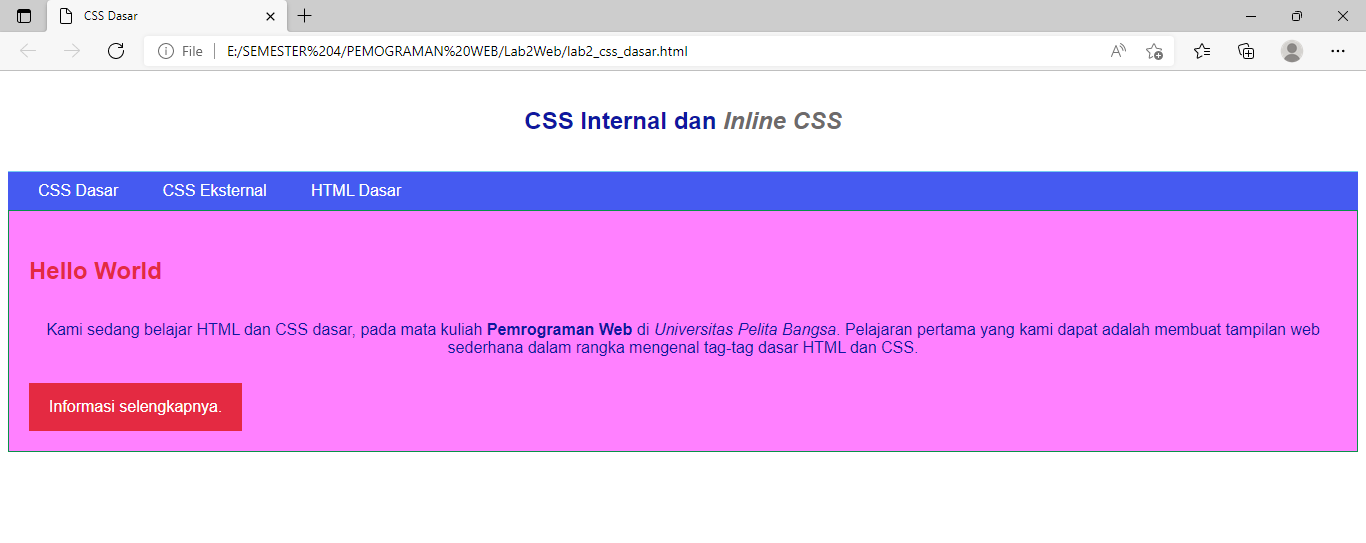 CSS Dasar
File E:/SEMESTER%204/PEMOGRAMAN%20WEB/Lab2Web/lab2_css_dasar.html
CSS Internal dan Inline CSS
CSS Dasar CSS Eksternal HTML Dasar
Hello World
Kami sedang belajar HTML dan CSS dasar, pada mata kuliah Pemrograman Web di Universitas Pelita Bangsa. Pelajaran pertama yang kami dapat adalah membuat tampilan web
sederhana dalam rangka mengenal tag-tag dasar HTML dan CSS.
Informasi selengkapnya.